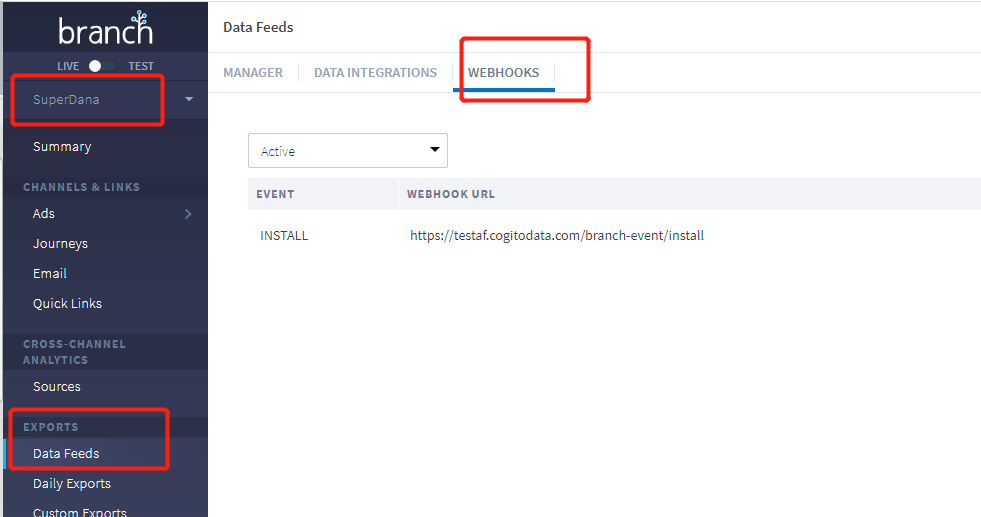 branch
LIVE TEST
SuperDana
Summary
CHANNELS & LINKS
Ads
Journeys
Email
Quick Links
CROSS-CHANNEL
ANALYTICS
Sources
EXPORTS
Data Feeds
Daily Exports
Custom Exports
Data Feeds
MANAGER DATA INTEGRATIONS WEBHOOKS
Active
EVENT WEBHOOK URL
INSTALL https://testaf.cogitodata.com/branch-event/install